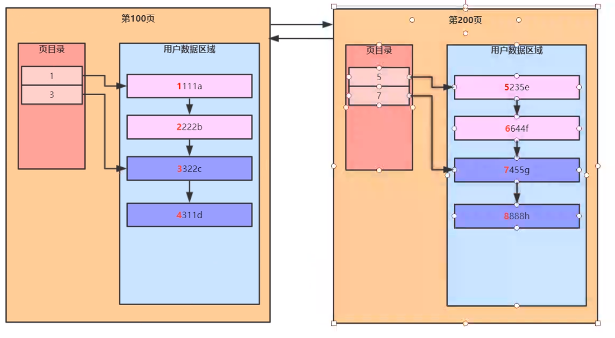 第100页
页目录
用户数据区域
1
3
1111a
2222b
3322c
4311d
第200页
页目录
用户数据区域
5
7
5235e
6644f
7455g
8888h